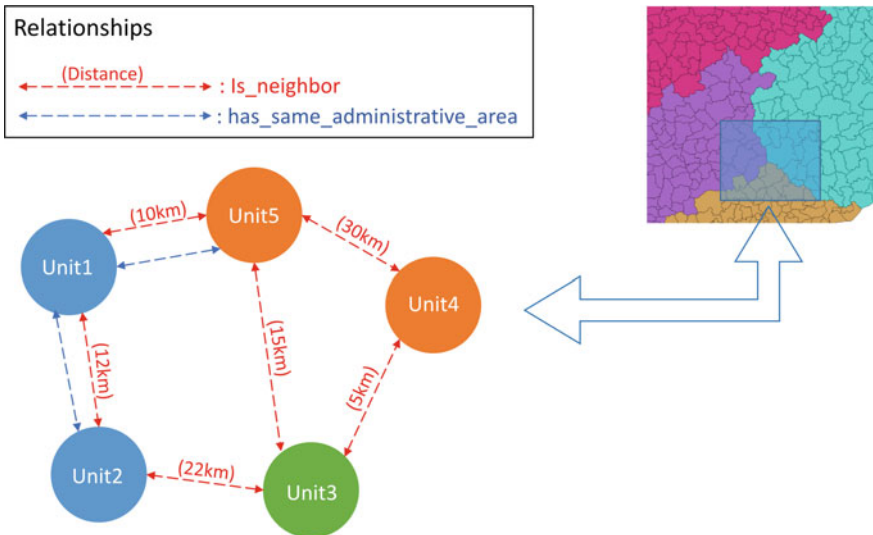 Relationships
(Distance)
: Is_neighbor
: has_same_administrative_area
(10km)
Unit5
(30km)
Unit1
Unit4
(15km)
(12km)
(5km)
Unit2
(22km)
Unit3